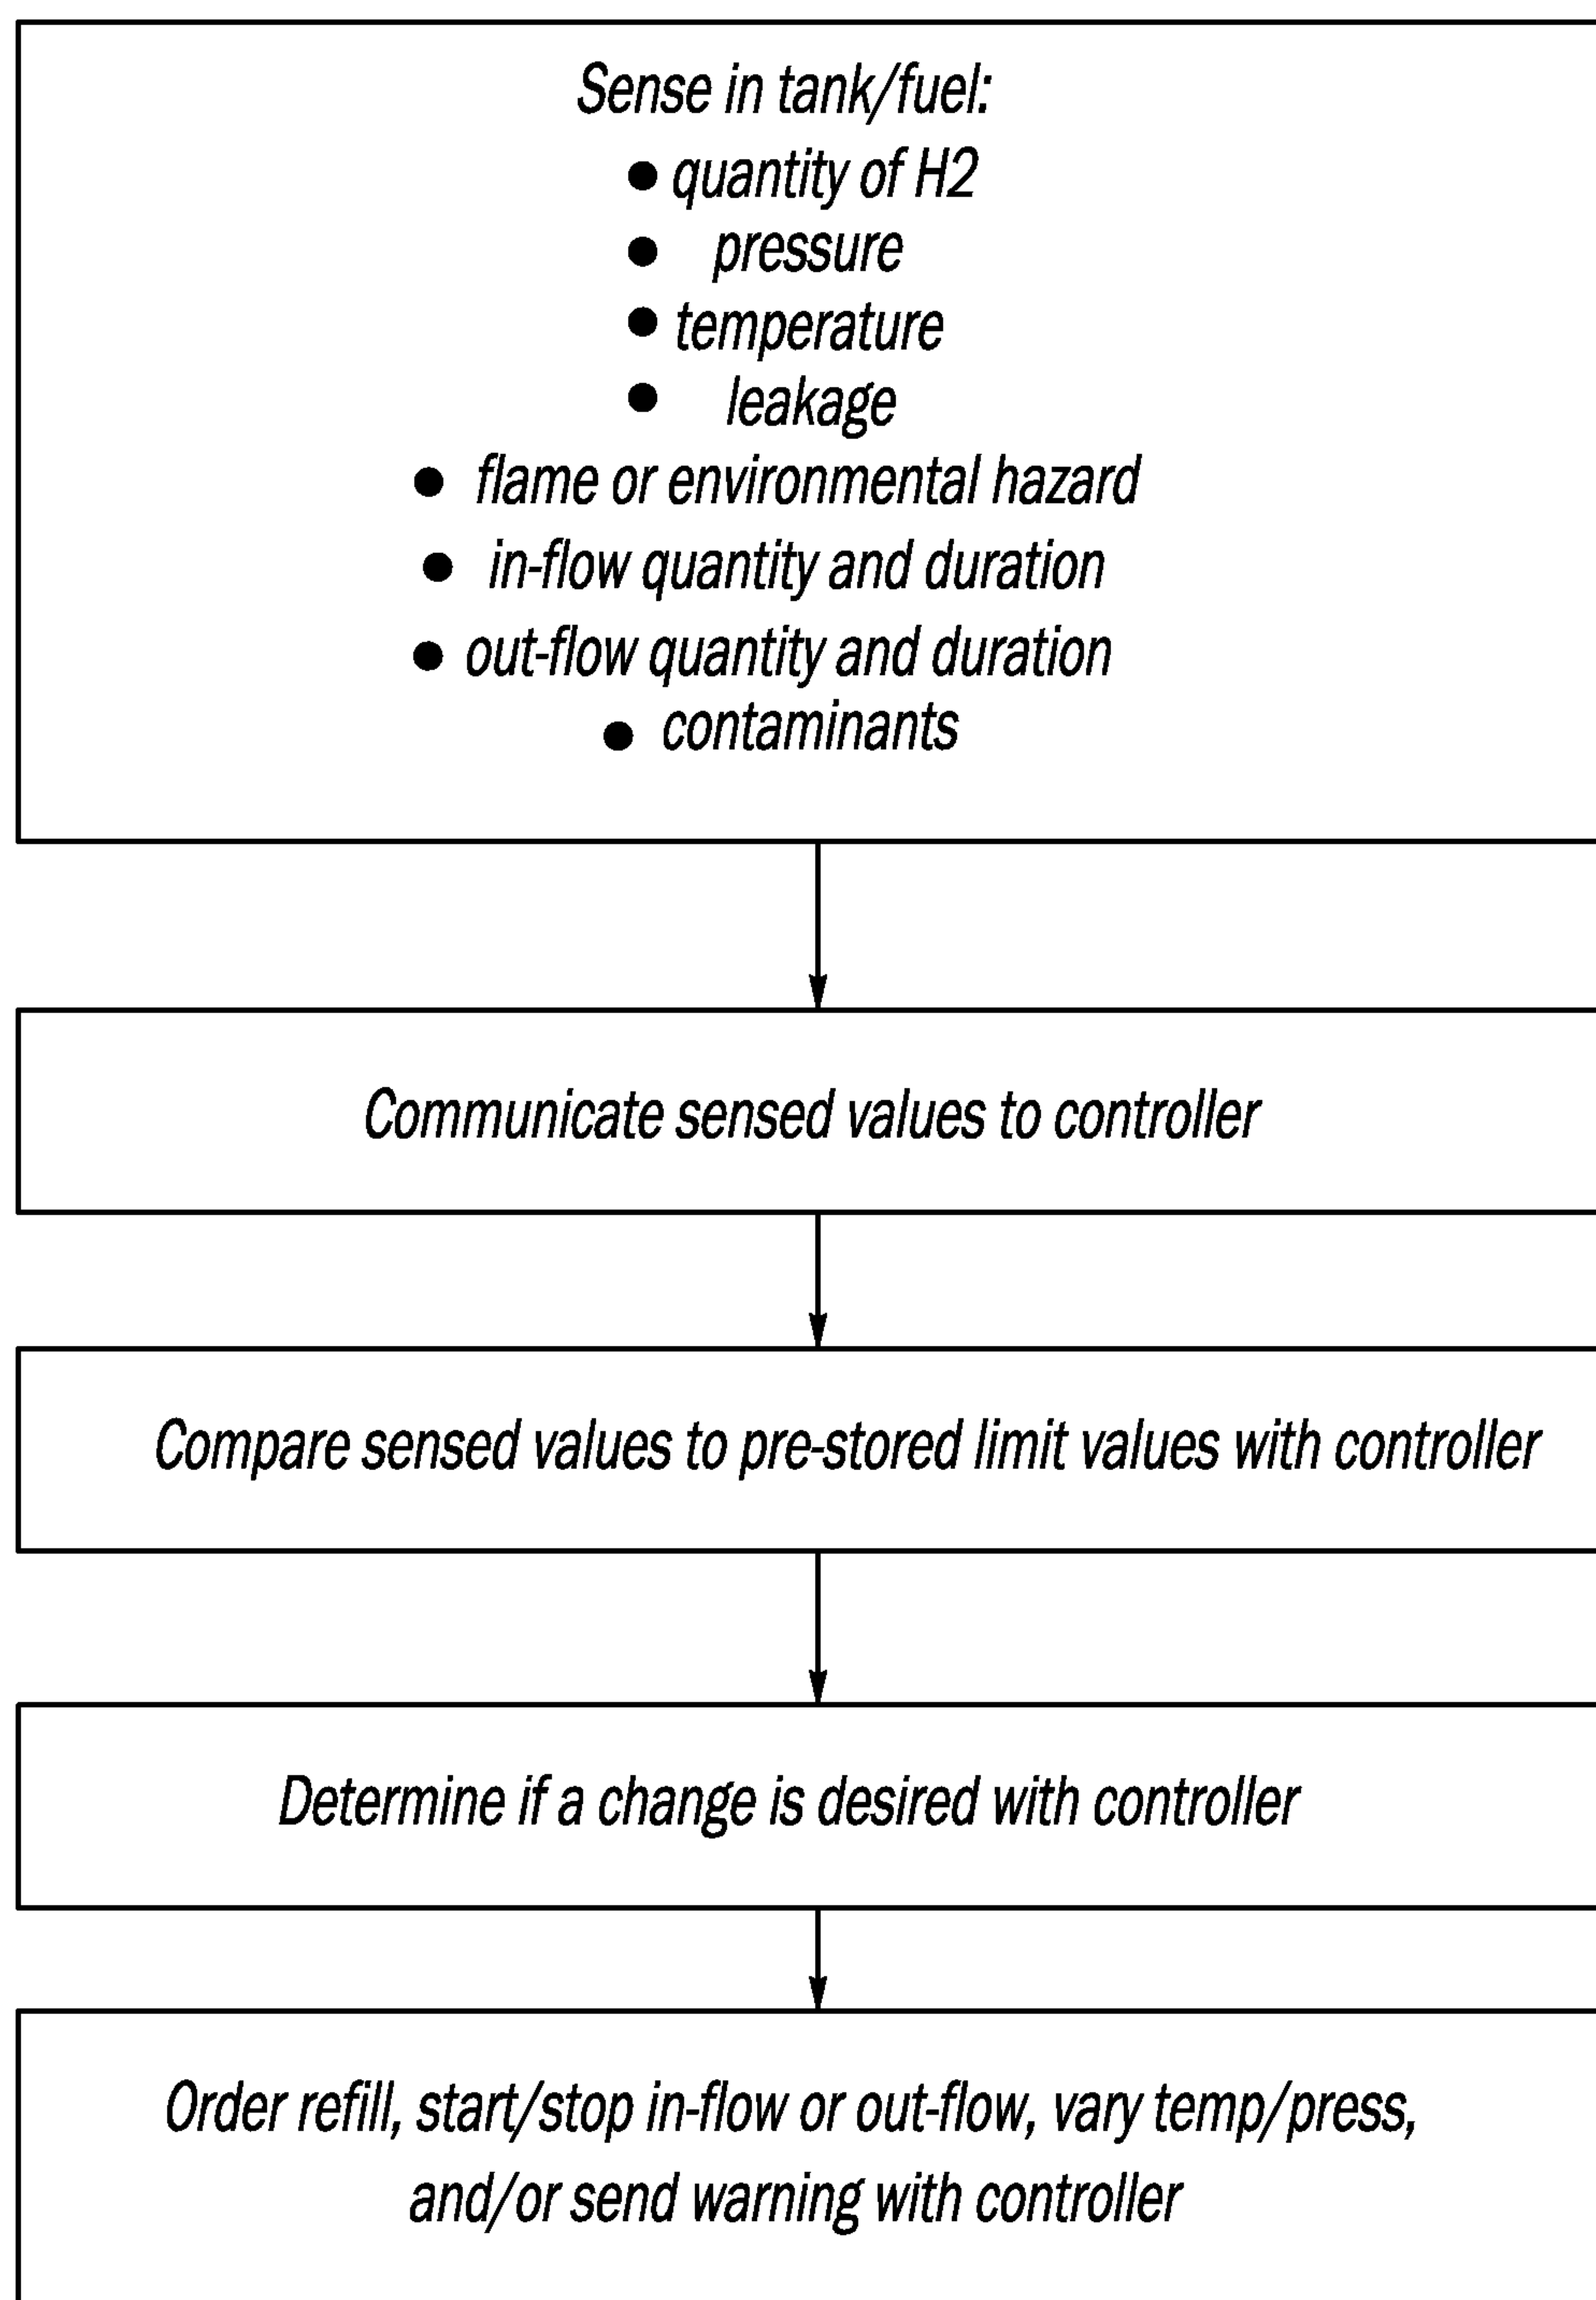 Sense in tank/fuel:
● quantity of H2
● pressure
● temperature
● leakage
● flame or environmental hazard
● in-flow quantity and duration
● out-flow quantity and duration
● contaminants
Communicate sensed values to controller
Compare sensed values to pre-stored limit values with controller
Determine if a change is desired with controller
Order refill, start/stop in-flow or out-flow, vary temp/press,
and/or send warning with controller